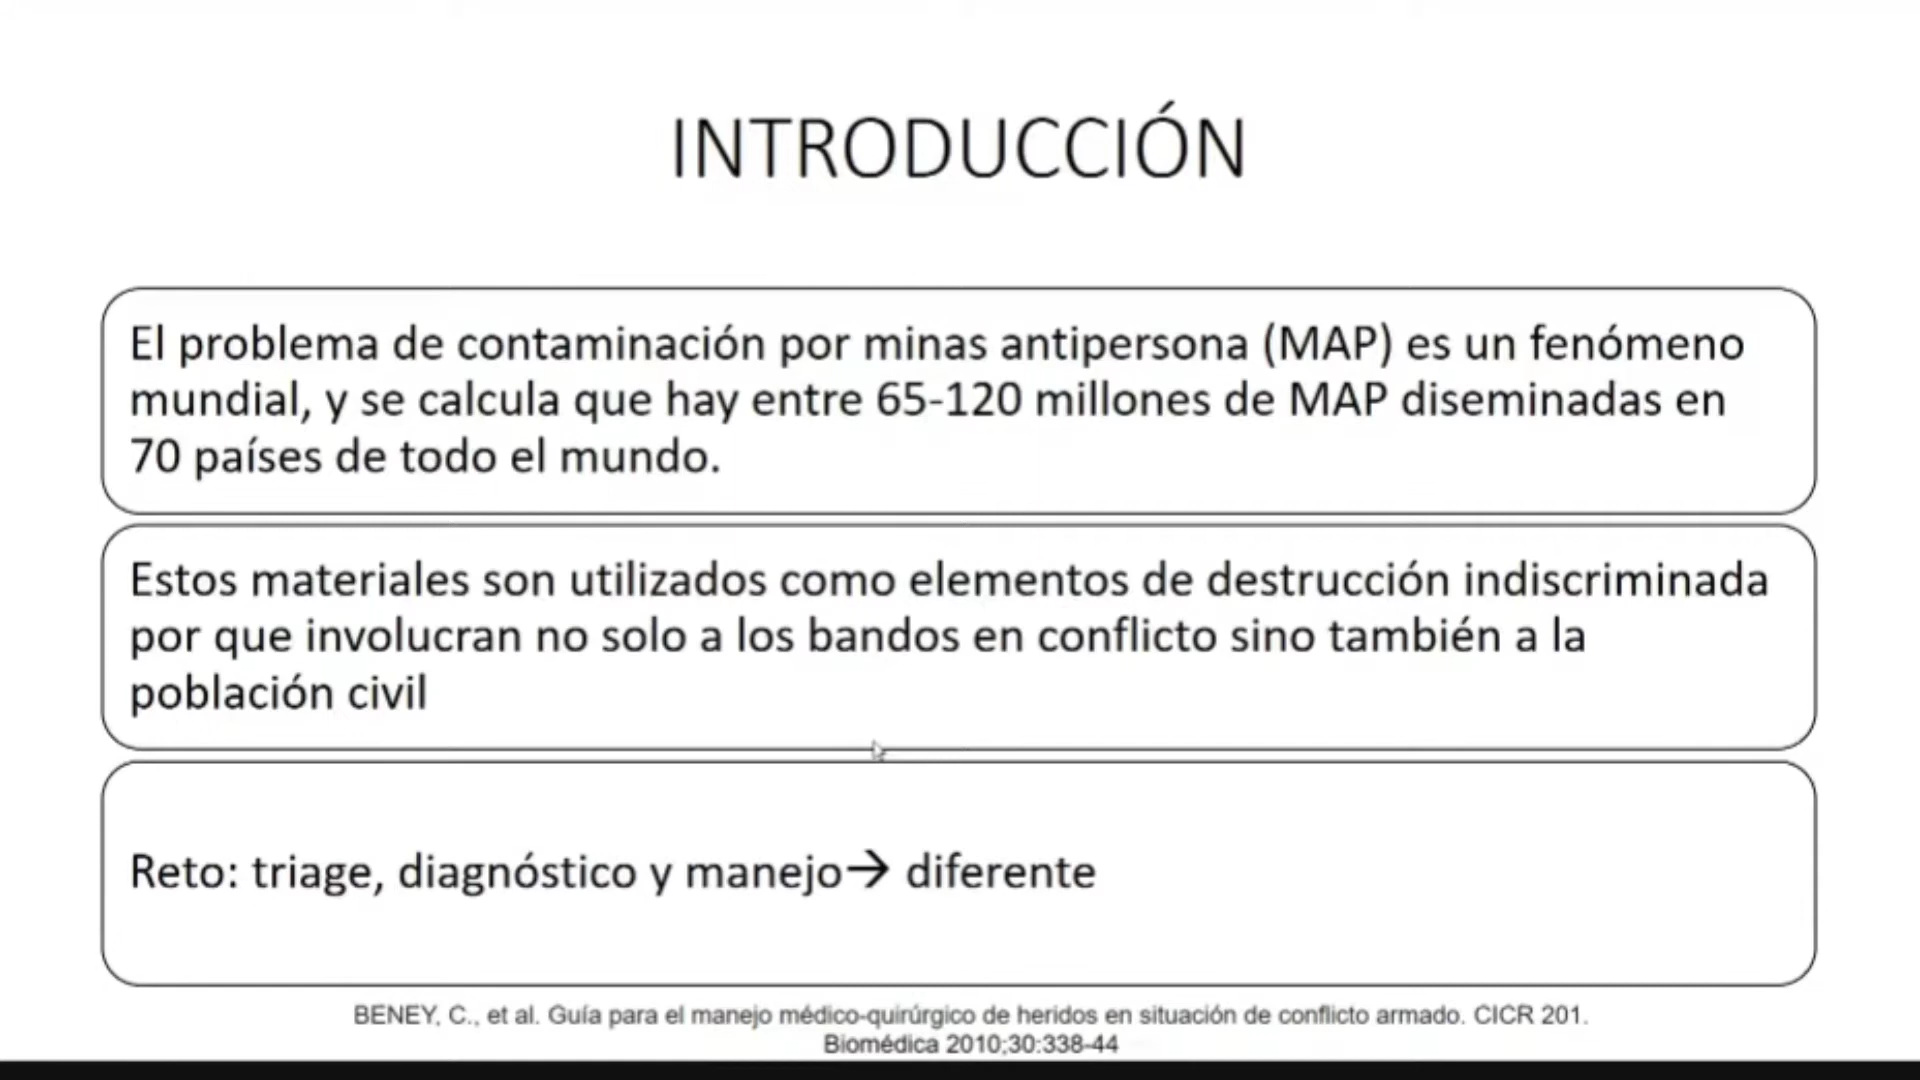 INTRODUCCIÓN
El problema de contaminación por minas antipersona (MAP) es un fenómeno
mundial, y se calcula que hay entre 65-120 millones de MAP diseminadas en
70 países de todo el mundo.
Estos materiales son utilizados como elementos de destrucción indiscriminada
por que involucran no solo a los bandos en conflicto sino también a la
población civil
Reto: triage, diagnóstico y manejo→ diferente
BENEY, C., et al. Guía para el manejo médico-quirúrgico de heridos en situación de conflicto armado. CICR 201.
Biomédica 2010;30:338-44